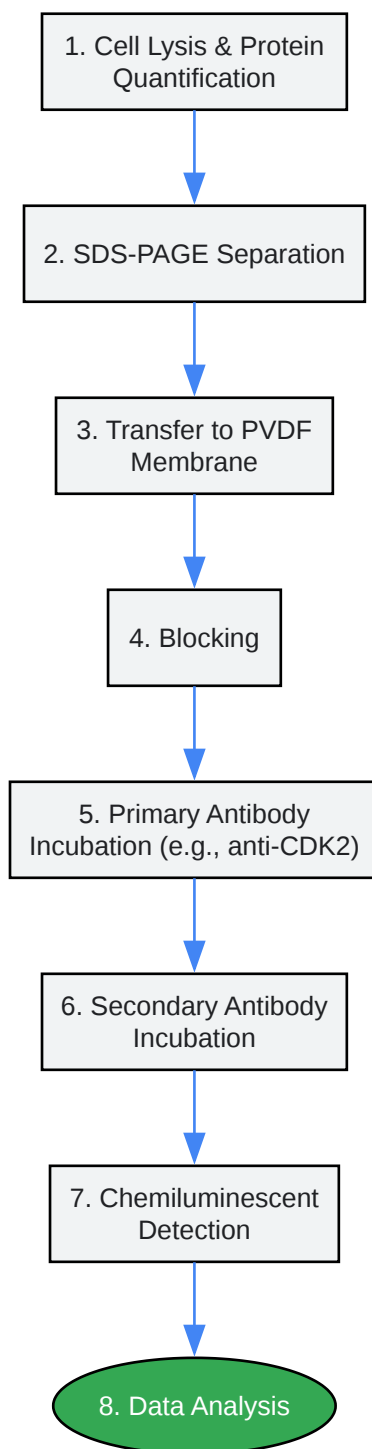 1. Cell Lysis & Protein
Quantification
2. SDS-PAGE Separation
3. Transfer to PVDF
Membrane
4. Blocking
5. Primary Antibody
Incubation (e.g., anti-CDK2)
6. Secondary Antibody
Incubation
7. Chemiluminescent
Detection
8. Data Analysis